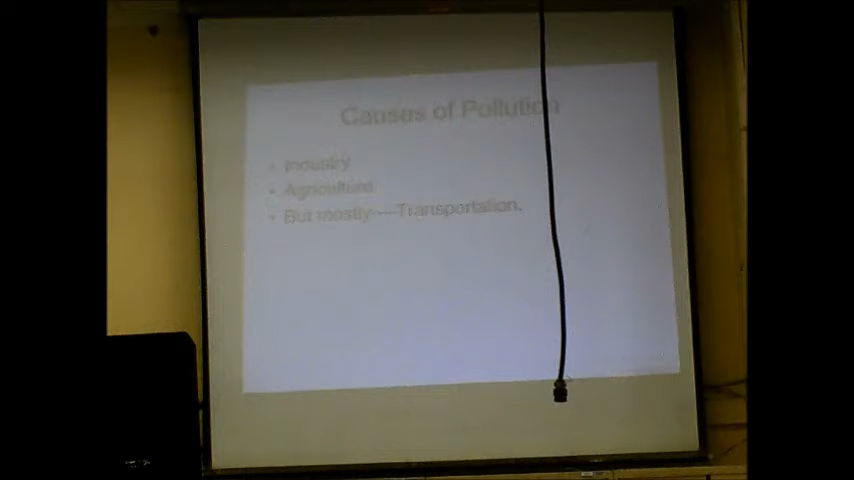 Causes of Pollution
• Industry
• Agriculture
• But mostly----Transportation.